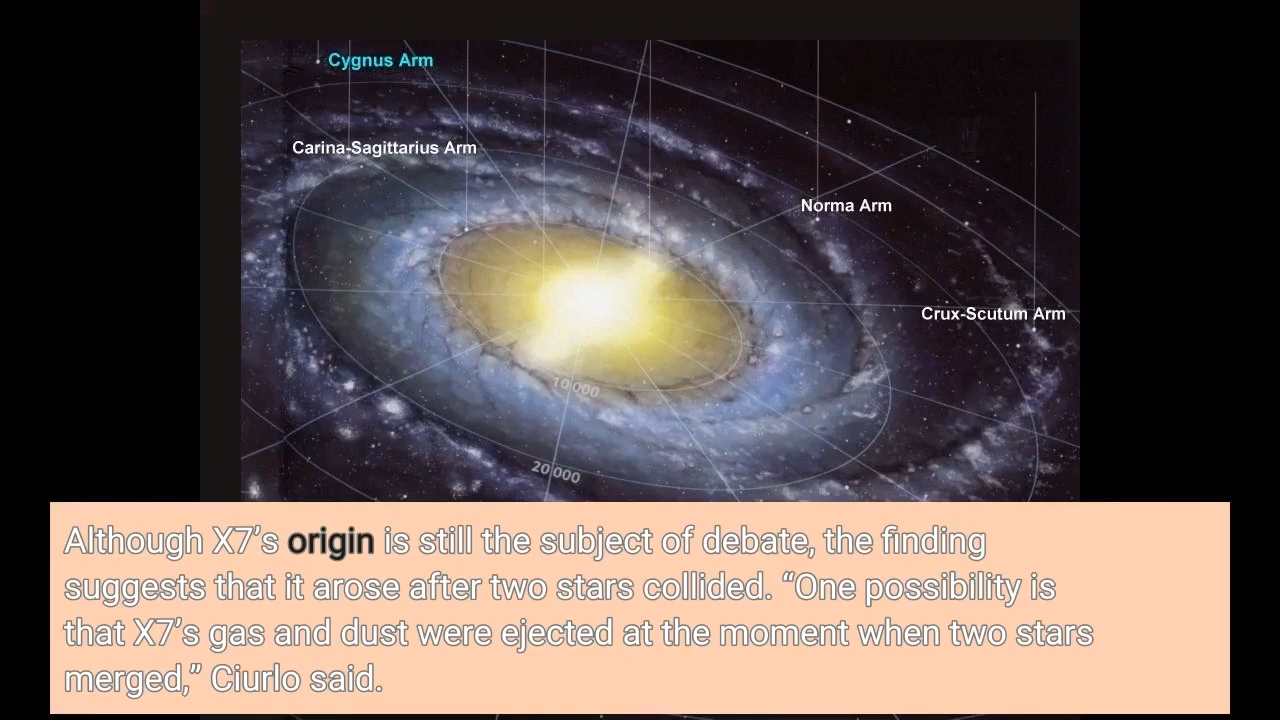 Cygnus Arm
Carina-Sagittarius Arm
Norma Arm
Crux-Scutum Arm
10 000
20 000
Although X7’s origin is still the subject of debate, the finding
suggests that it arose after two stars collided. “One possibility is
that X7’s gas and dust were ejected at the moment when two stars
merged,” Ciurlo said.